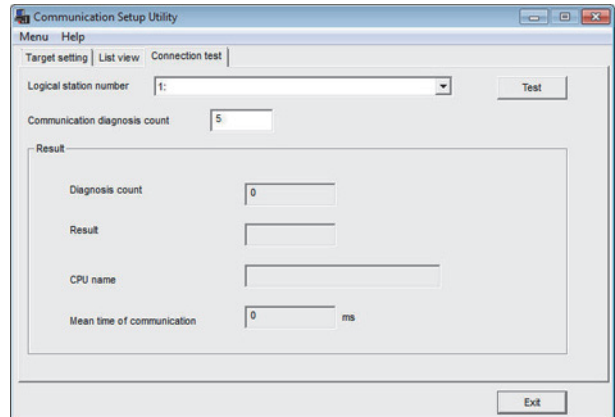 Communication Setup Utility
Menu Help
Target setting List view Connection test
Logical station number 1: Test
Communication diagnosis count 5
Result
Diagnosis count 0
Result
CPU name
Mean time of communication 0 ms
Exit